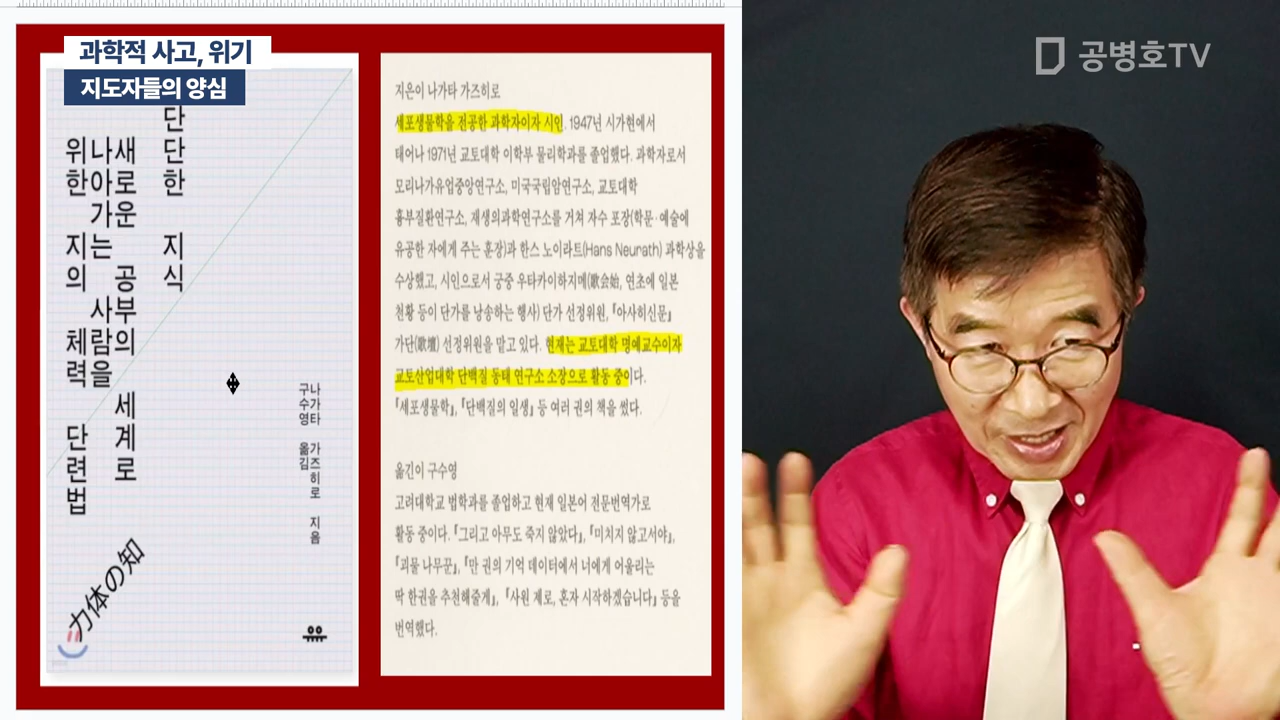 과학적 사고, 위기
지도자들의 양심
공병호TV
단단한 지식
새로운 공부의 세계로
나아가는 사람을
위한 지의 체력 단련법
나가타 가즈히로 지음
구수영 옮김
知の体力
지은이 나가타 가즈히로
세포생물학을 전공한 과학자이자 시인. 1947년 시가현에서
태어나 1971년 교토대학 이학부 물리학과를 졸업했다. 과학자로서
모리나가유업중앙연구소, 미국국립암연구소, 교토대학
흉부질환연구소, 재생의과학연구소를 거쳐 자수 포장(학문·예술에
유공한 자에게 주는 훈장)과 한스 노이라트(Hans Neurath) 과학상을
수상했고, 시인으로서 궁중 우타카이하지메(歌会始, 연초에 일본
천황 등이 단가를 낭송하는 행사) 단가 선정위원, 『아사히신문』
가단(歌壇) 선정위원을 맡고 있다. 현재는 교토대학 명예교수이자
교토산업대학 단백질 동태 연구소 소장으로 활동 중이다.
『세포생물학』, 『단백질의 일생』 등 여러 권의 책을 썼다.
옮긴이 구수영
고려대학교 법학과를 졸업하고 현재 일본어 전문번역가로
활동 중이다. 『그리고 아무도 죽지 않았다』, 『미치지 않고서야』,
『괴물 나무꾼』, 『만 권의 기억 데이터에서 너에게 어울리는
딱 한권을 추천해줄게』, 『사원 제로, 혼자 시작하겠습니다』 등을
번역했다.